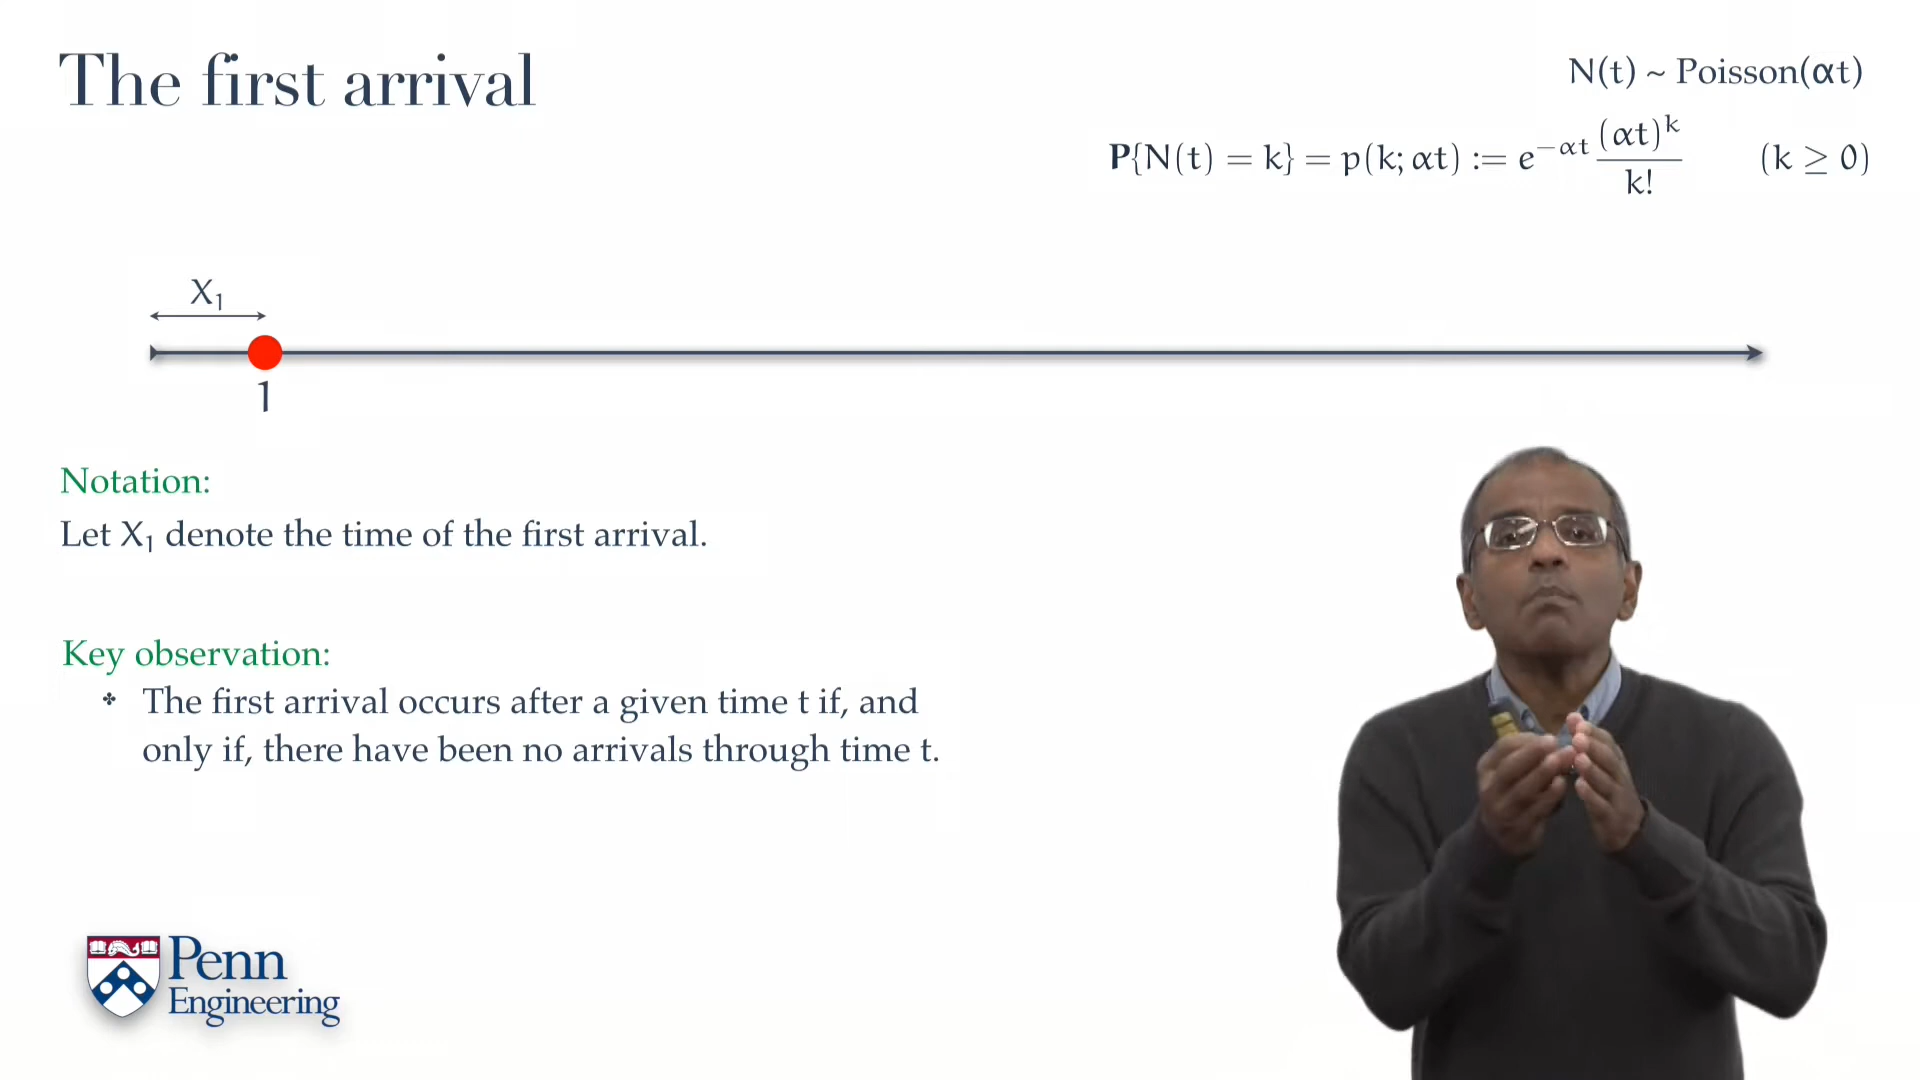 The first arrival
N(t) ~ Poisson(αt)
P{N(t) = k} = p(k; αt) := e^{−αt} (αt)^k / k! (k ≥ 0)
X₁
1
Notation:
Let X₁ denote the time of the first arrival.
Key observation:
❖ The first arrival occurs after a given time t if, and
only if, there have been no arrivals through time t.
Penn
Engineering